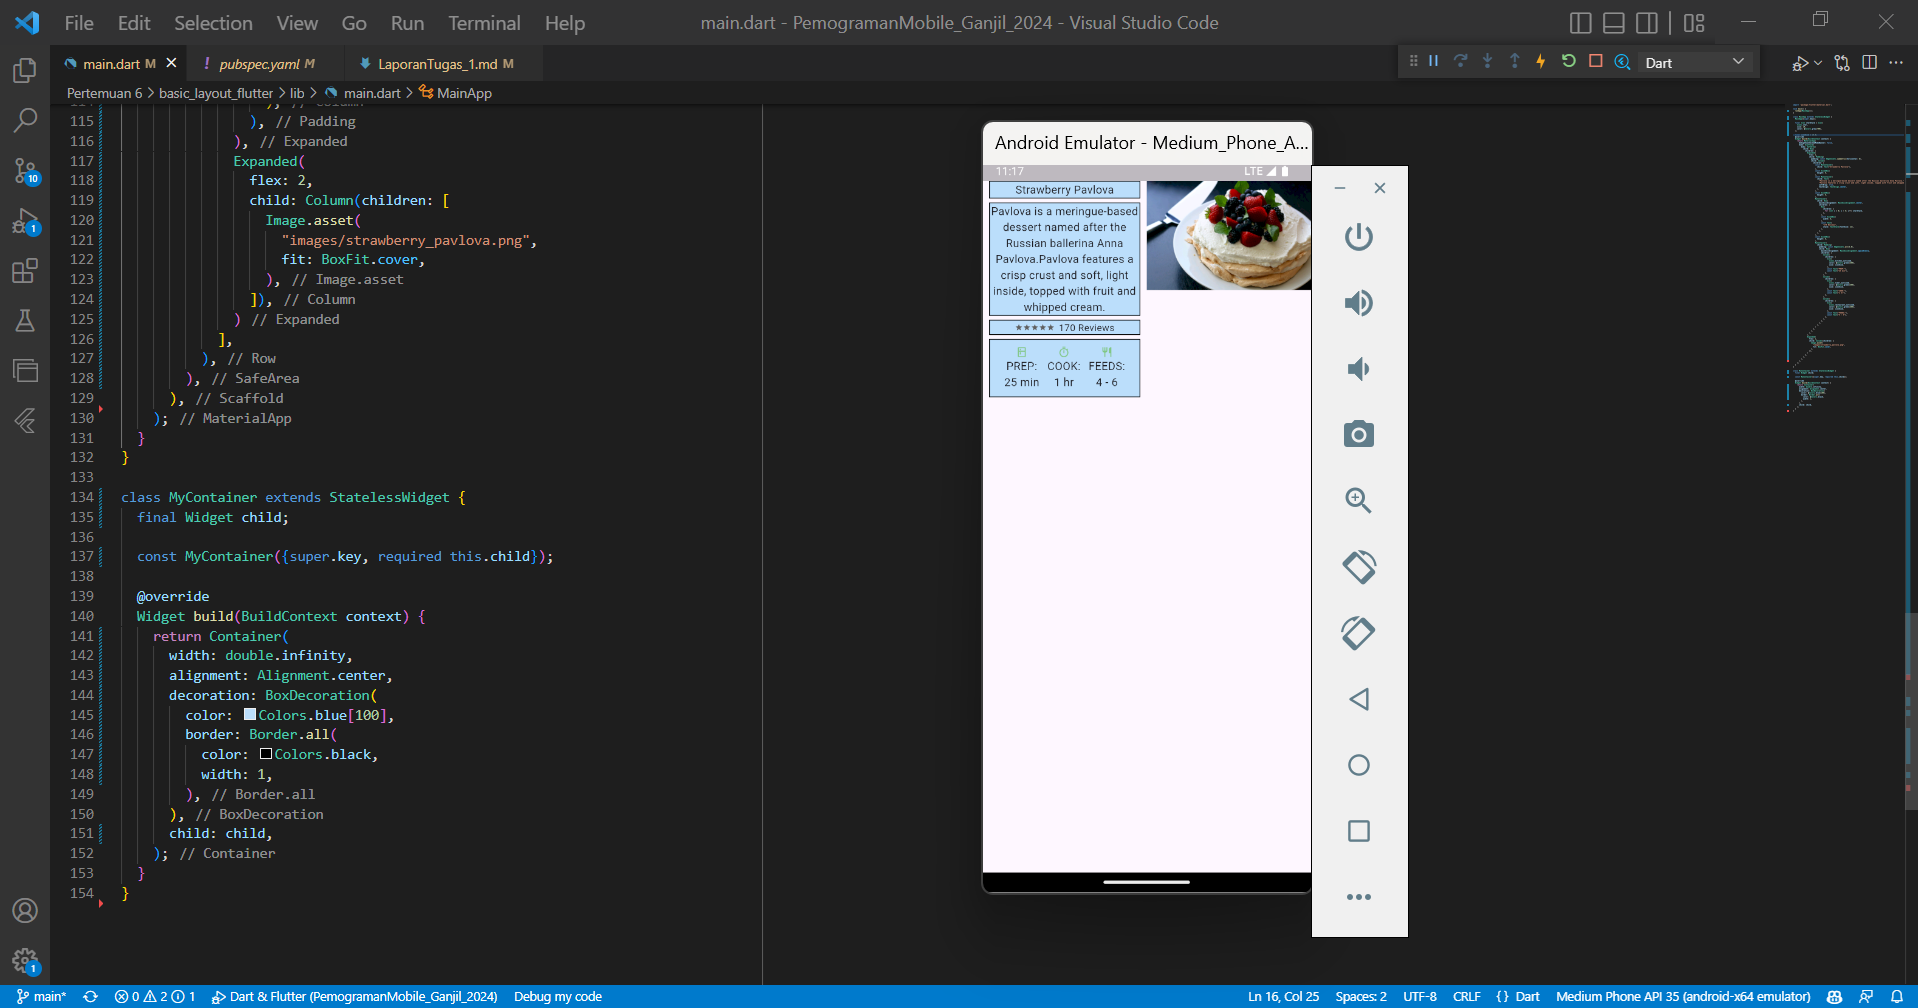 File Edit Selection View Go Run Terminal Help
main.dart - PemogramanMobile_Ganjil_2024 - Visual Studio Code
main.dart M
! pubspec.yaml M
LaporanTugas_1.md M
Dart
Pertemuan 6 > basic_layout_flutter > lib > main.dart > MainApp
115 ), // Padding
116 ), // Expanded
117 Expanded(
118 flex: 2,
119 child: Column(children: [
120 Image.asset(
121 "images/strawberry_pavlova.png",
122 fit: BoxFit.cover,
123 ), // Image.asset
124 ]), // Column
125 ) // Expanded
126 ],
127 ), // Row
128 ), // SafeArea
129 ), // Scaffold
130 ); // MaterialApp
131 }
132 }
133
134 class MyContainer extends StatelessWidget {
135 final Widget child;
136
137 const MyContainer({super.key, required this.child});
138
139 @override
140 Widget build(BuildContext context) {
141 return Container(
142 width: double.infinity,
143 alignment: Alignment.center,
144 decoration: BoxDecoration(
145 color: Colors.blue[100],
146 border: Border.all(
147 color: Colors.black,
148 width: 1,
149 ), // Border.all
150 ), // BoxDecoration
151 child: child,
152 ); // Container
153 }
154 }
Android Emulator - Medium_Phone_A...
11:17
LTE
Strawberry Pavlova
Pavlova is a meringue-based
dessert named after the
Russian ballerina Anna
Pavlova.Pavlova features a
crisp crust and soft, light
inside, topped with fruit and
whipped cream.
170 Reviews
PREP: COOK: FEEDS:
25 min 1 hr 4 - 6
10
1
1
main* 0 2 1 Dart & Flutter (PemogramanMobile_Ganjil_2024) Debug my code
Ln 16, Col 25 Spaces: 2 UTF-8 CRLF {} Dart Medium Phone API 35 (android-x64 emulator)